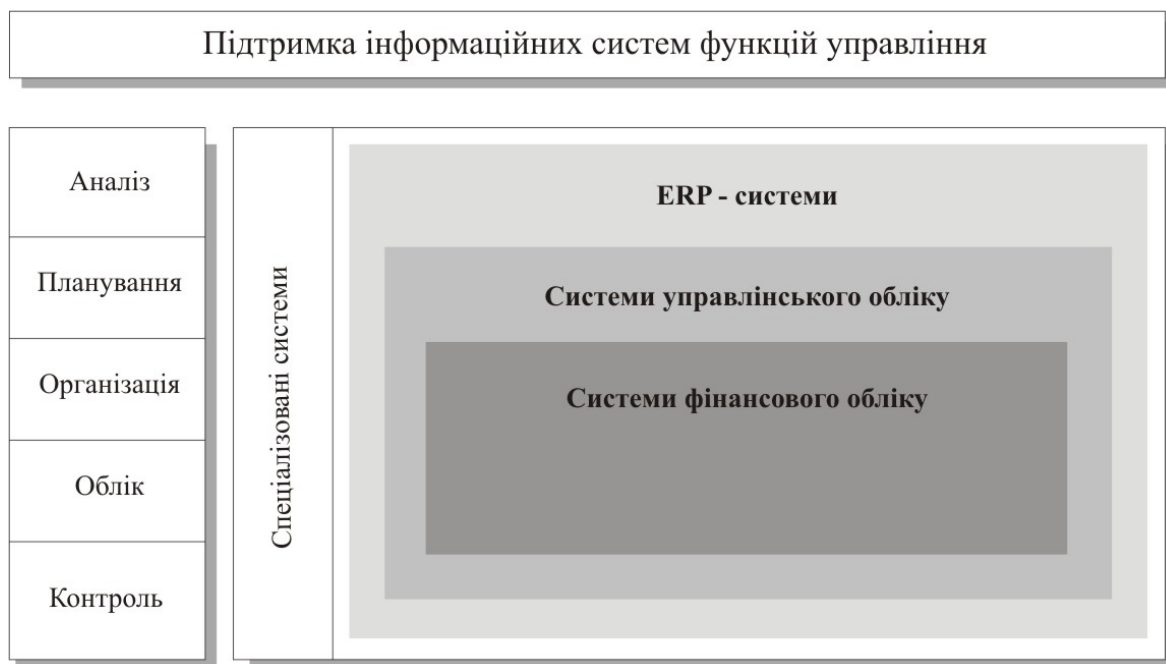 Підтримка інформаційних систем функцій управління
Аналіз
Планування
Організація
Облік
Контроль
Спеціалізовані системи
ERP - системи
Системи управлінського обліку
Системи фінансового обліку